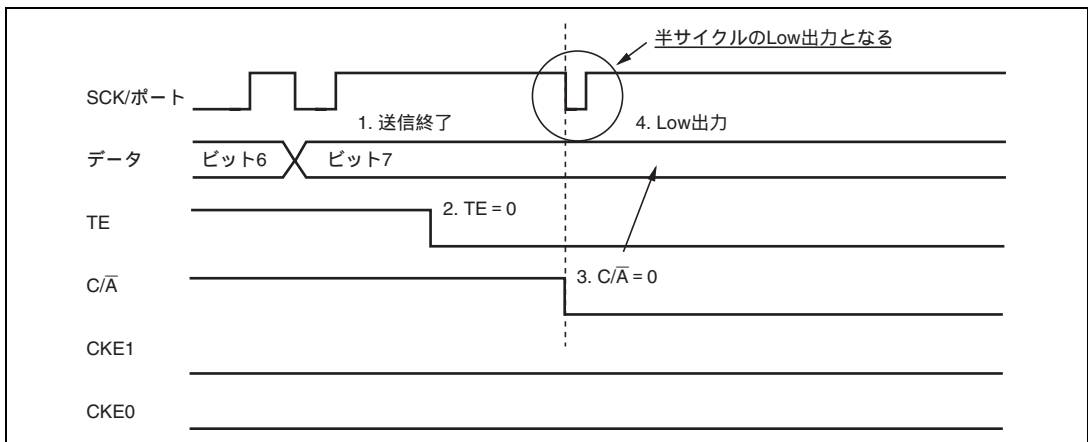 半サイクルのLow出力となる
SCK/ポート
1. 送信終了
4. Low出力
データ
ビット6
ビット7
TE
2. TE = 0
C/A̅
3. C/A̅ = 0
CKE1
CKE0